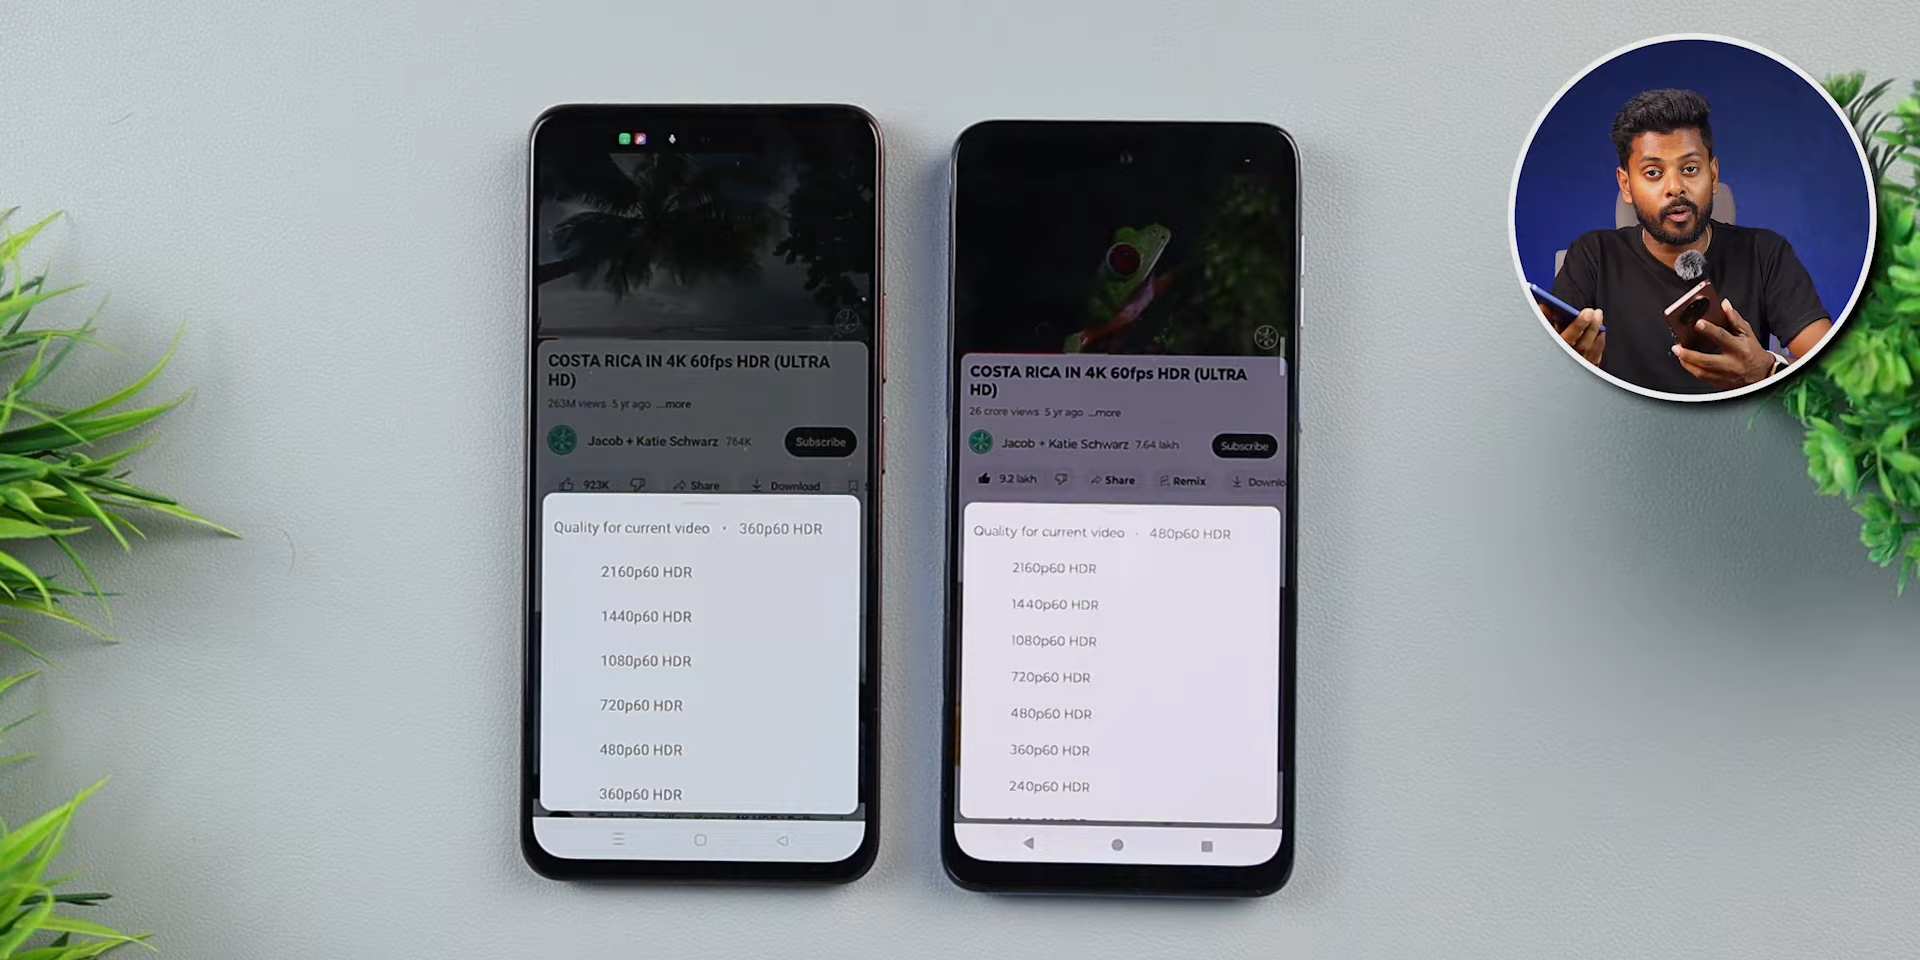 COSTA RICA IN 4K 60fps HDR (ULTRA
HD)
263M views 5 yr ago ...more
Jacob + Katie Schwarz 764K Subscribe
923K Share Download
Quality for current video • 360p60 HDR
2160p60 HDR
1440p60 HDR
1080p60 HDR
720p60 HDR
480p60 HDR
360p60 HDR
COSTA RICA IN 4K 60fps HDR (ULTRA
HD)
26 crore views 5 yr ago ...more
Jacob + Katie Schwarz 7.64 lakh Subscribe
9.2 lakh Share Remix Downlo
Quality for current video • 480p60 HDR
2160p60 HDR
1440p60 HDR
1080p60 HDR
720p60 HDR
480p60 HDR
360p60 HDR
240p60 HDR